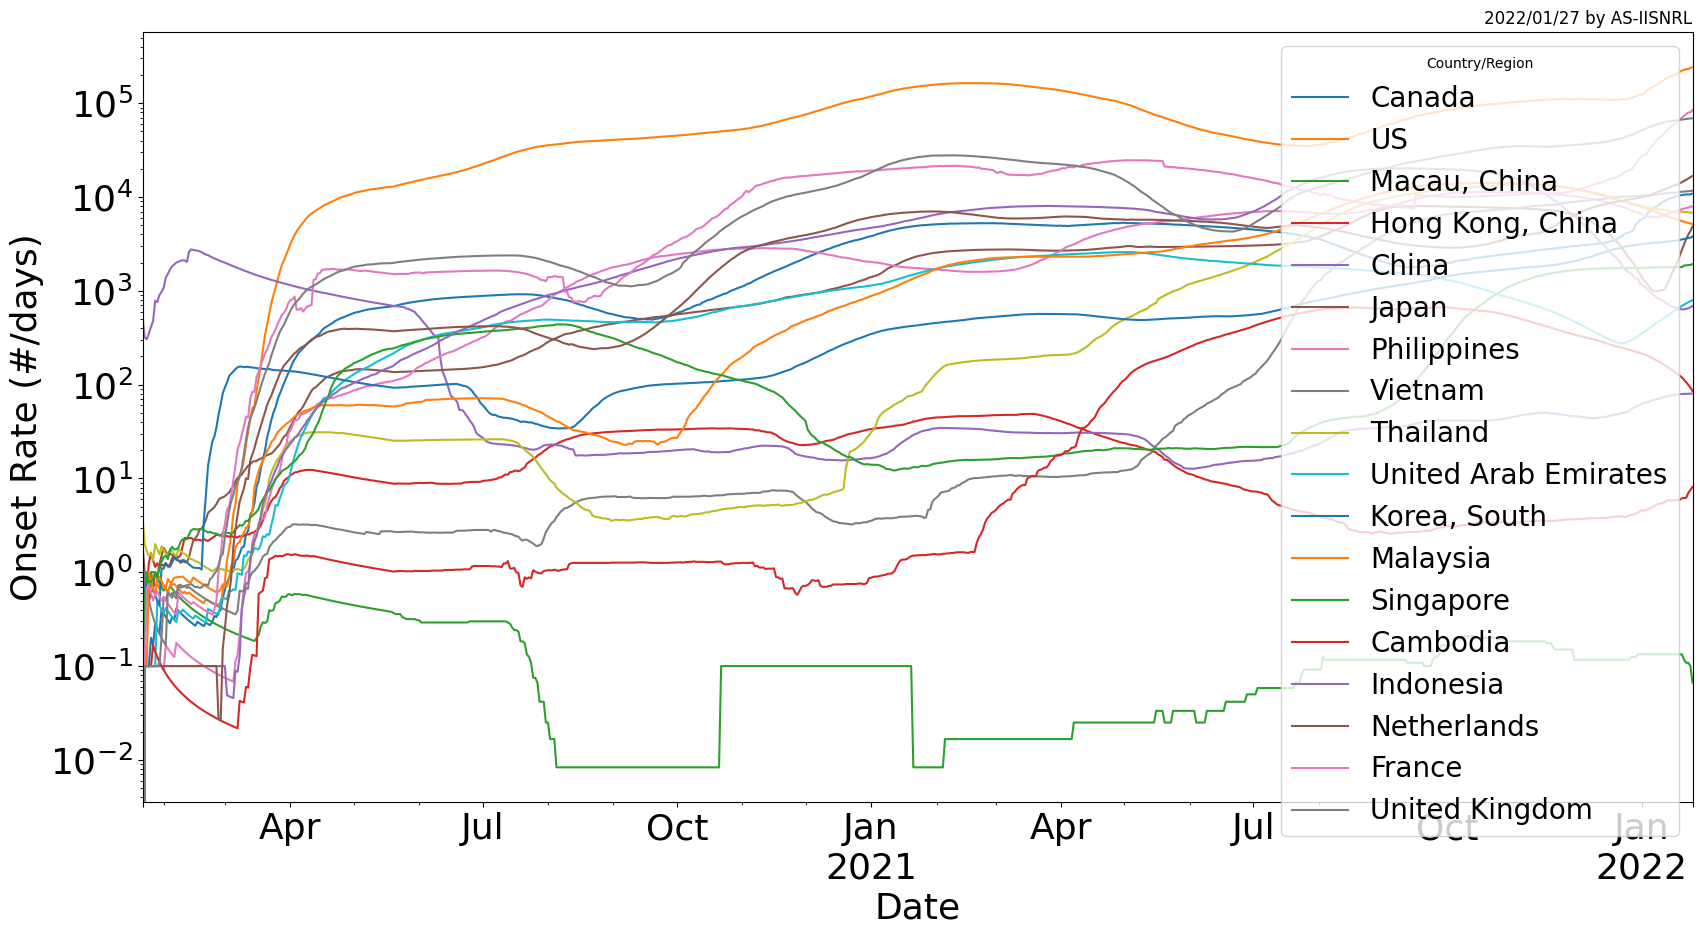 2022/01/27 by AS-IISNRL
Onset Rate (#/days)
10^5
10^4
10^3
10^2
10^1
10^0
10^−1
10^−2
Country/Region
Canada
US
Macau, China
Hong Kong, China
China
Japan
Philippines
Vietnam
Thailand
United Arab Emirates
Korea, South
Malaysia
Singapore
Cambodia
Indonesia
Netherlands
France
United Kingdom
Apr Jul Oct Jan Apr Jul Oct Jan
2021 2022
Date